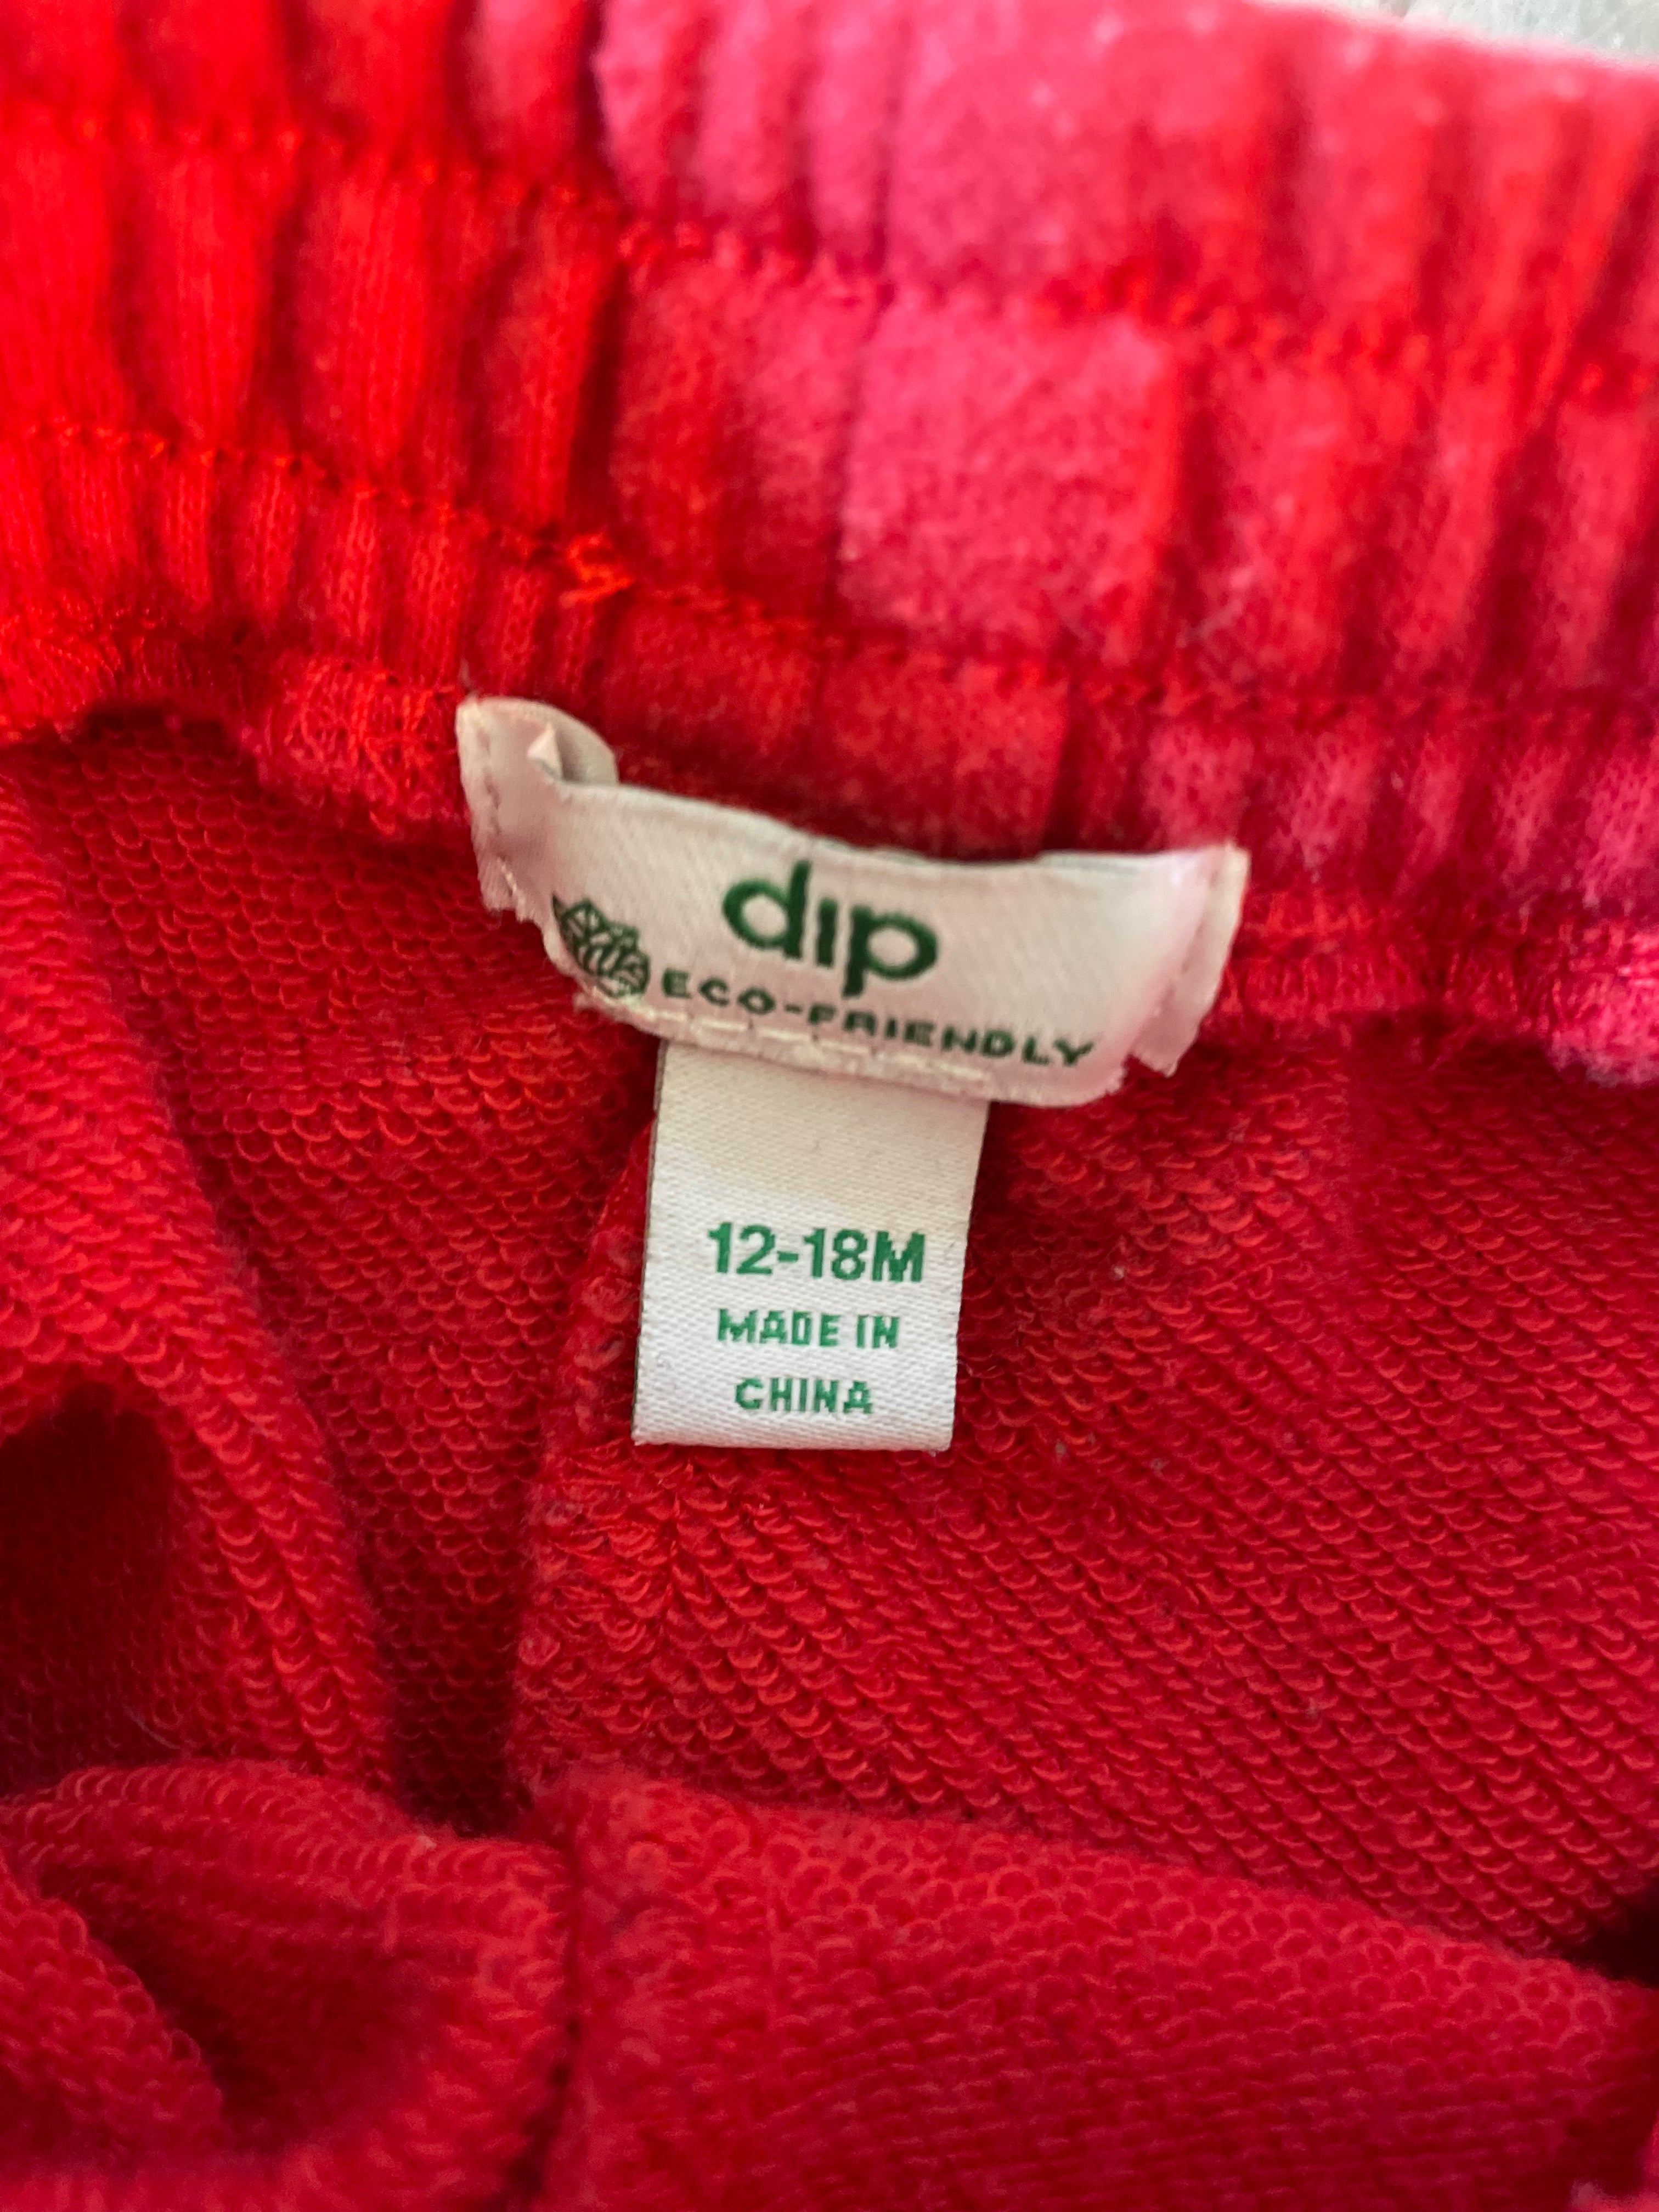 dip
ECO-FRIENDLY
12-18M
MADE IN
CHINA